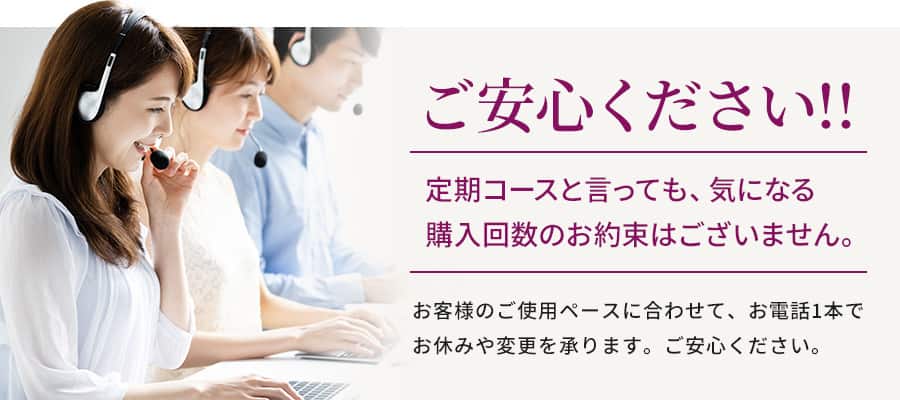 ご安心ください!!
定期コースと言っても、気になる
購入回数のお約束はございません。
お客様のご使用ペースに合わせて、お電話1本で
お休みや変更を承ります。ご安心ください。